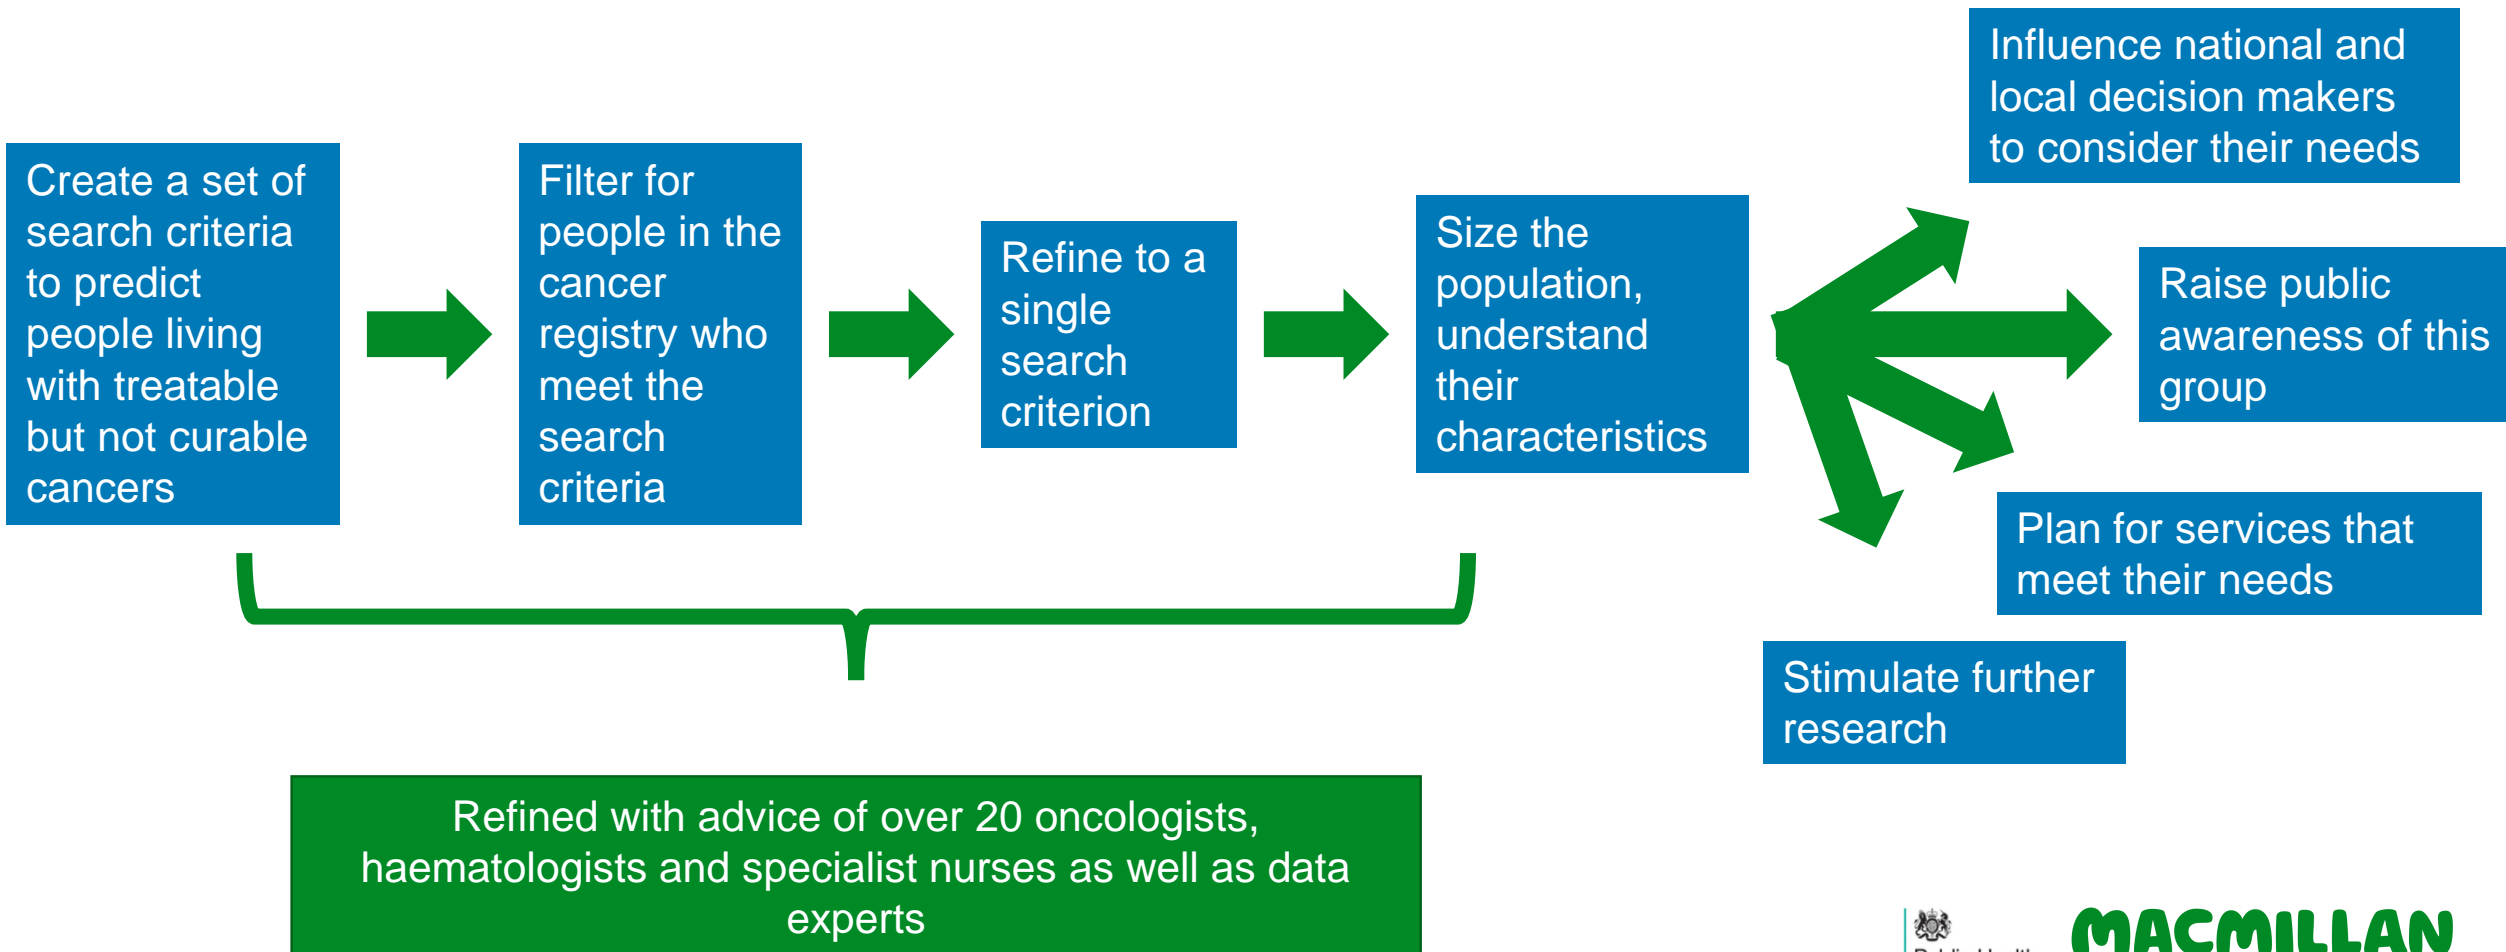 Create a set of
search criteria
to predict
people living
with treatable
but not curable
cancers
Filter for
people in the
cancer
registry who
meet the
search
criteria
Refine to a
single
search
criterion
Size the
population,
understand
their
characteristics
Influence national and
local decision makers
to consider their needs
Raise public
awareness of this
group
Plan for services that
meet their needs
Stimulate further
research
Refined with advice of over 20 oncologists,
haematologists and specialist nurses as well as data
experts
Public Health
MACMILLAN